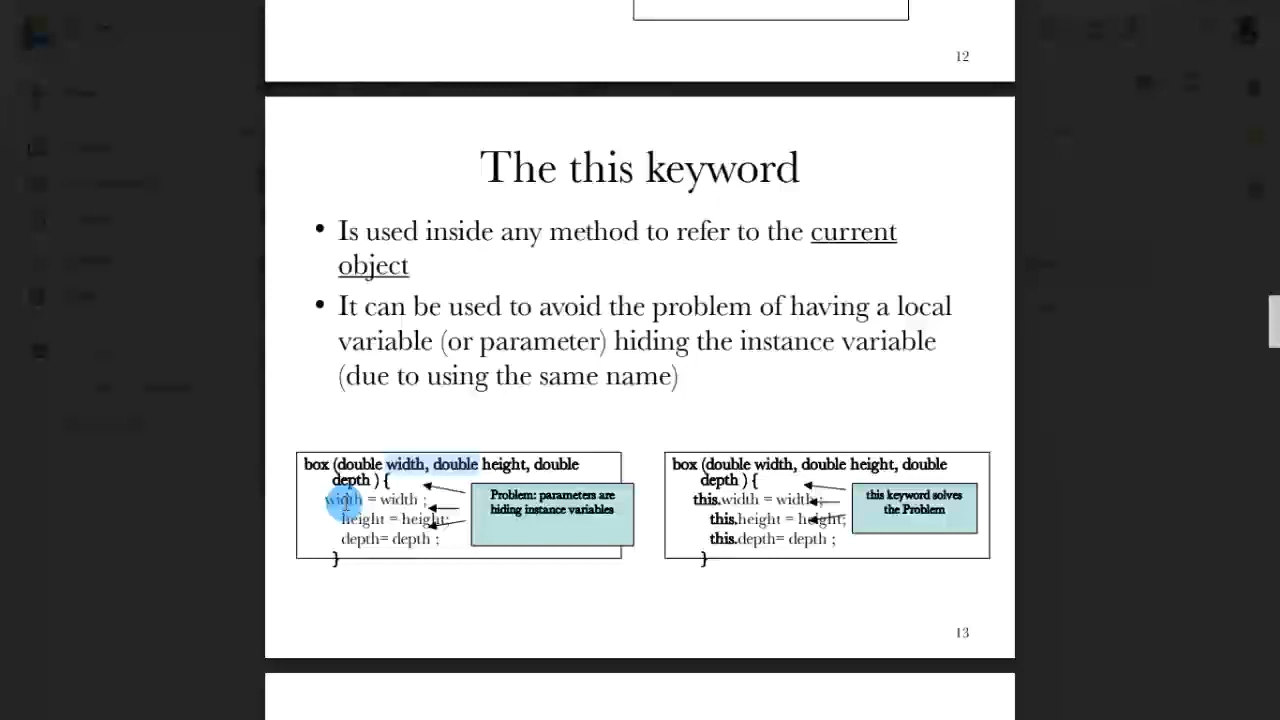 12
The this keyword
• Is used inside any method to refer to the current
object
• It can be used to avoid the problem of having a local
variable (or parameter) hiding the instance variable
(due to using the same name)
box (double width, double height, double
depth ) {
width = width ;
height = height;
depth= depth ;
}
Problem: parameters are
hiding instance variables
box (double width, double height, double
depth ) {
this.width = width ;
this.height = height;
this.depth= depth ;
}
this keyword solves
the Problem
13